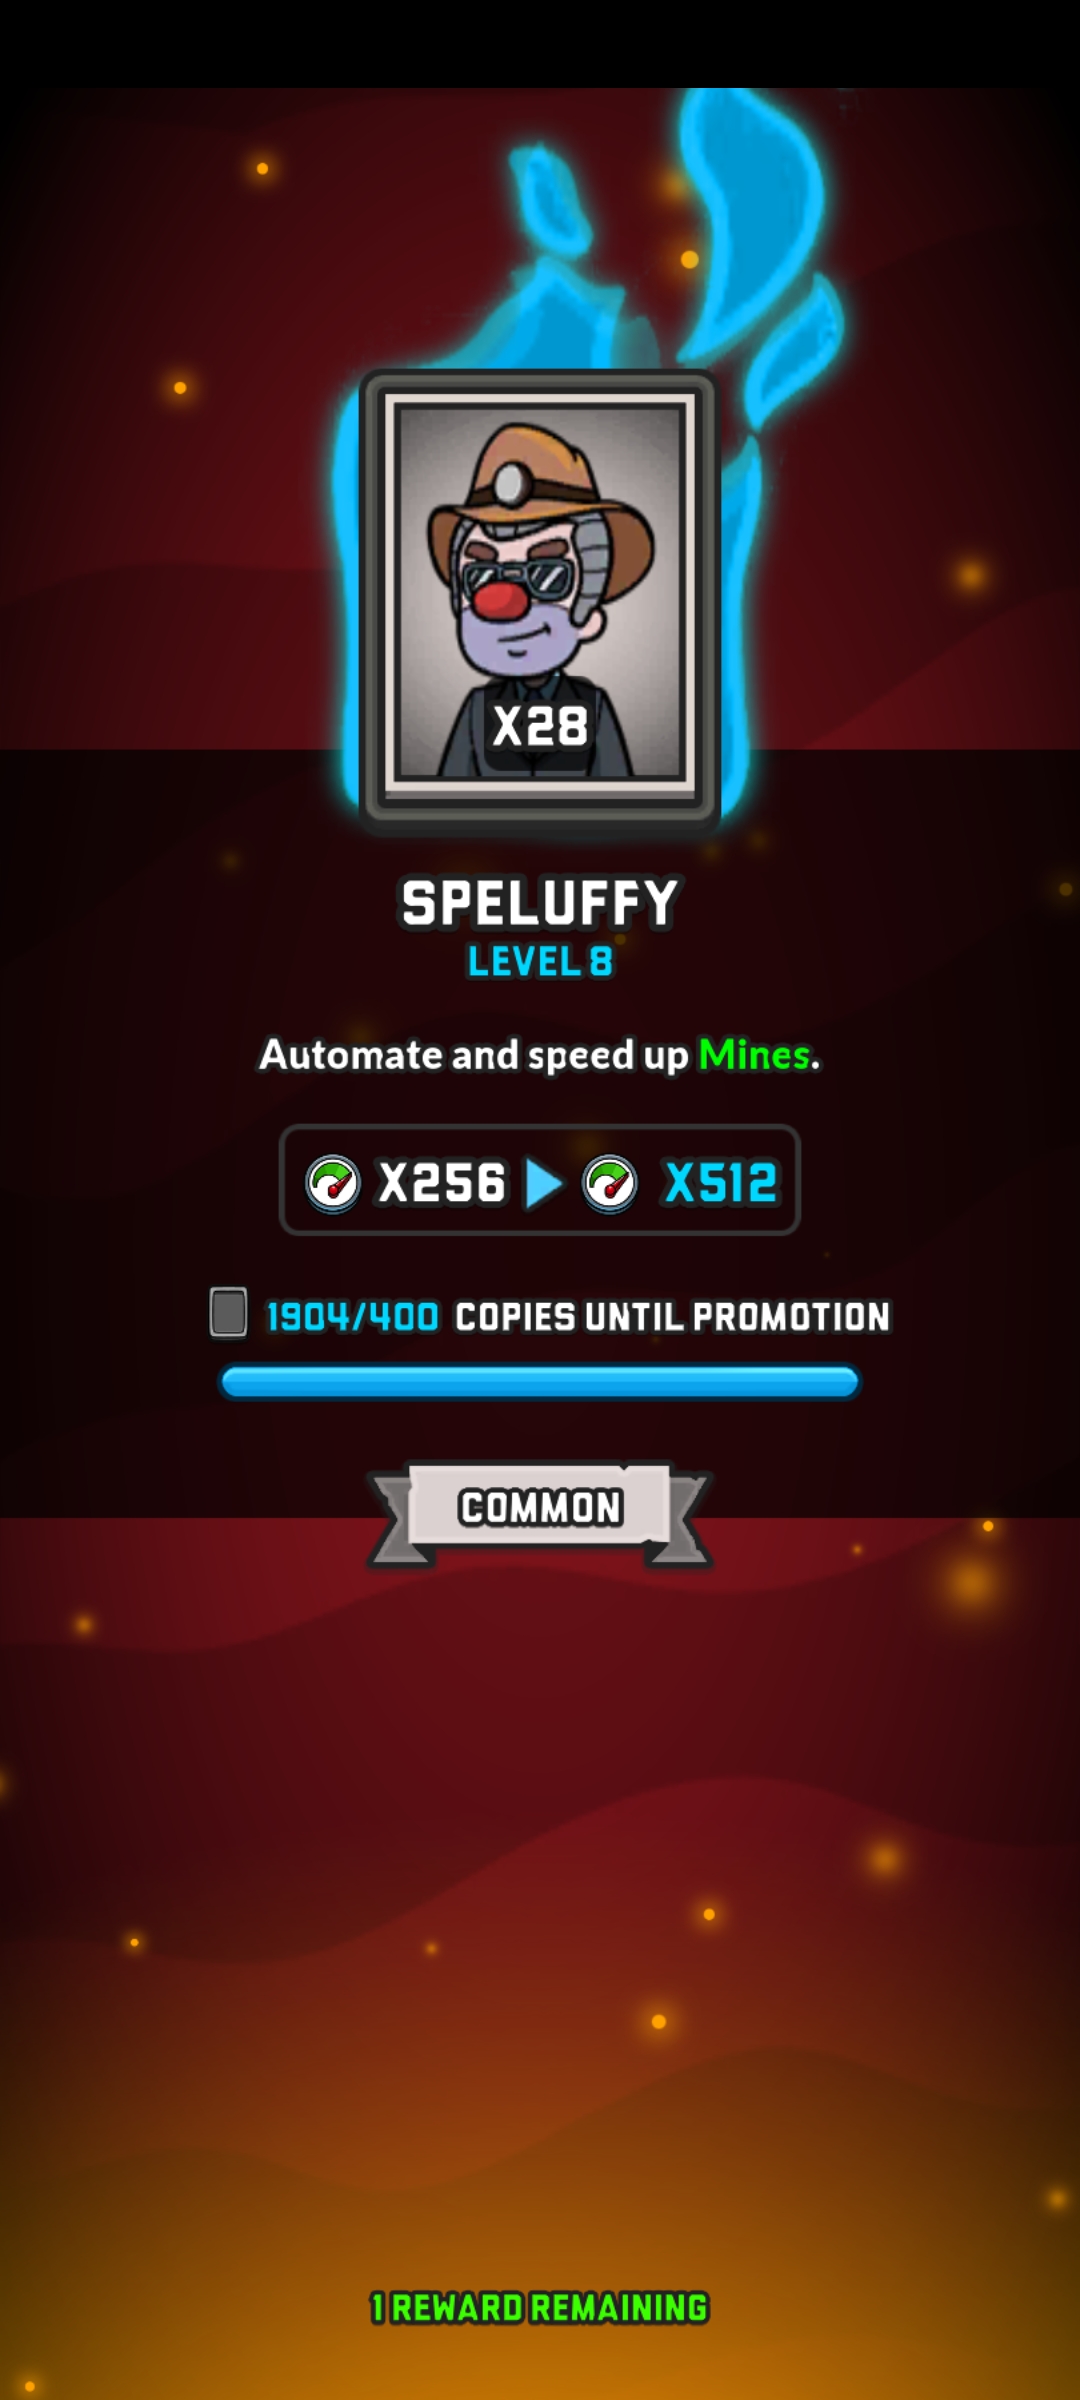 X28
SPELUFFY
LEVEL 8
Automate and speed up Mines.
X256 X512
1904/400 COPIES UNTIL PROMOTION
COMMON
1 REWARD REMAINING